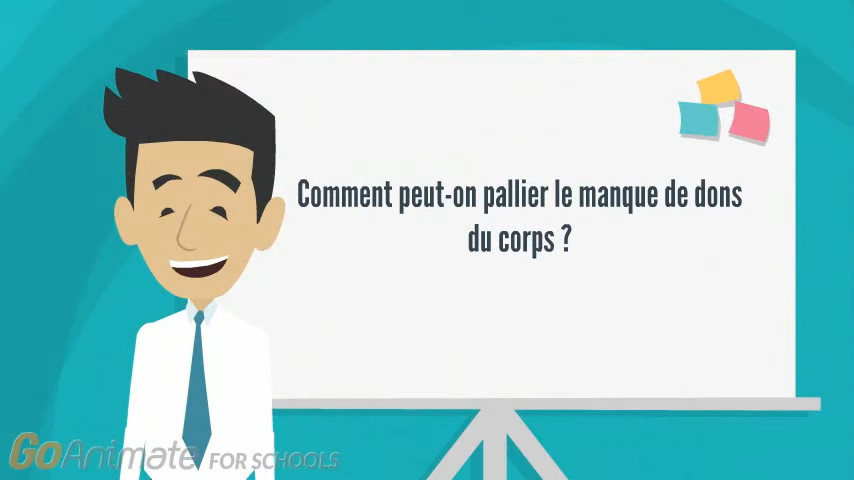 Comment peut-on pallier le manque de dons
du corps ?
GoAnimate FOR SCHOOLS